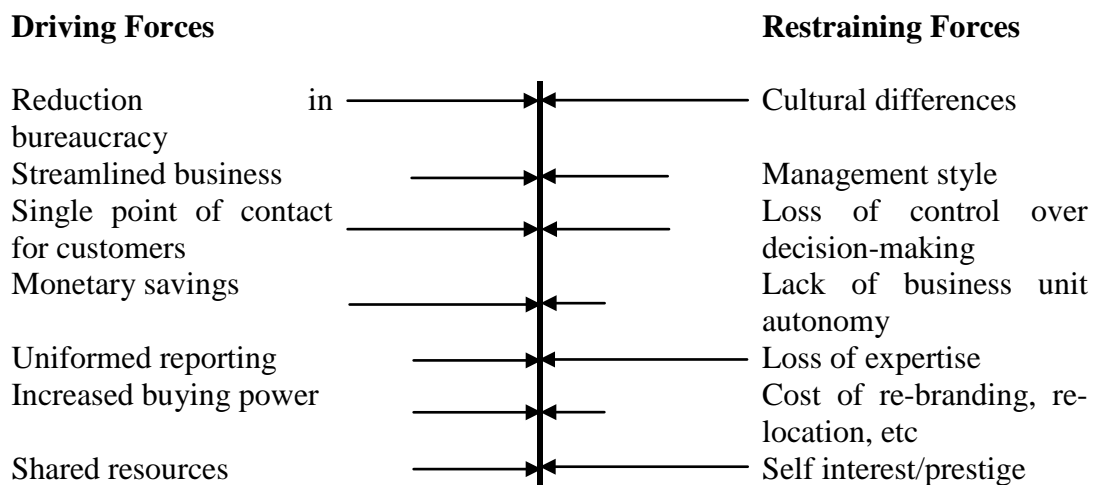 Driving Forces
Restraining Forces
Reduction in
bureaucracy
Cultural differences
Streamlined business
Management style
Single point of contact
for customers
Loss of control over
decision-making
Monetary savings
Lack of business unit
autonomy
Uniformed reporting
Loss of expertise
Increased buying power
Cost of re-branding, re-
location, etc
Shared resources
Self interest/prestige